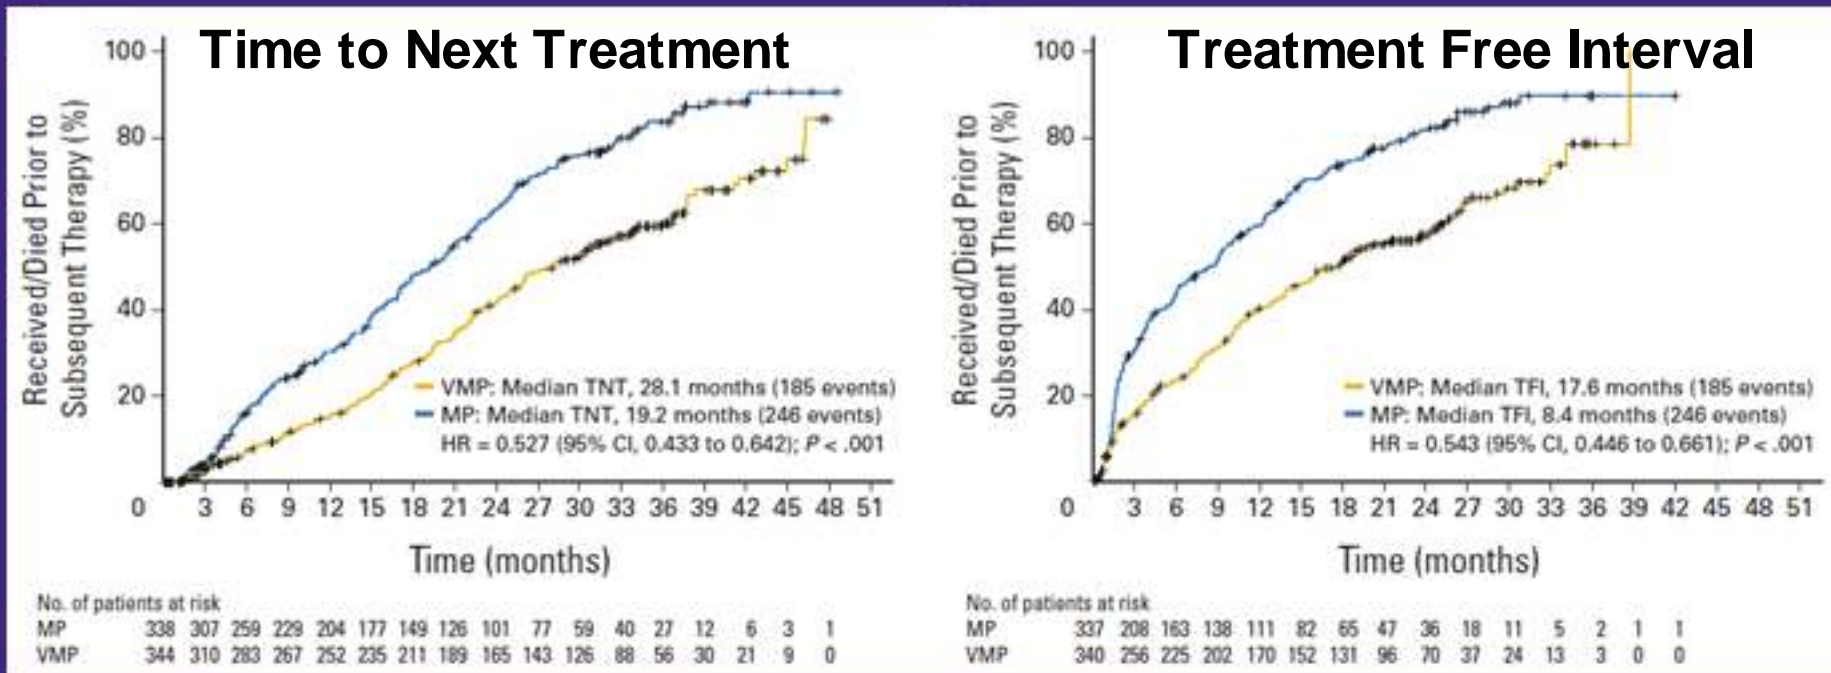 Time to Next Treatment
Received/Died Prior to
Subsequent Therapy (%)
100
80
60
40
20
VMP: Median TNT, 28.1 months (185 events)
MP: Median TNT, 19.2 months (246 events)
HR = 0.527 (95% CI, 0.433 to 0.642); P < .001
0 3 6 9 12 15 18 21 24 27 30 33 36 39 42 45 48 51
Time (months)
No. of patients at risk
MP 338 307 259 229 204 177 149 126 101 77 59 40 27 12 6 3 1
VMP 344 310 283 267 252 235 211 189 165 143 126 88 56 30 21 9 0
Treatment Free Interval
Received/Died Prior to
Subsequent Therapy (%)
100
80
60
40
20
VMP: Median TFI, 17.6 months (185 events)
MP: Median TFI, 8.4 months (246 events)
HR = 0.543 (95% CI, 0.446 to 0.661); P < .001
0 3 6 9 12 15 18 21 24 27 30 33 36 39 42 45 48 51
Time (months)
No. of patients at risk
MP 337 208 163 138 111 82 65 47 36 18 11 5 2 1 1
VMP 340 256 225 202 170 152 131 96 70 37 24 13 3 0 0